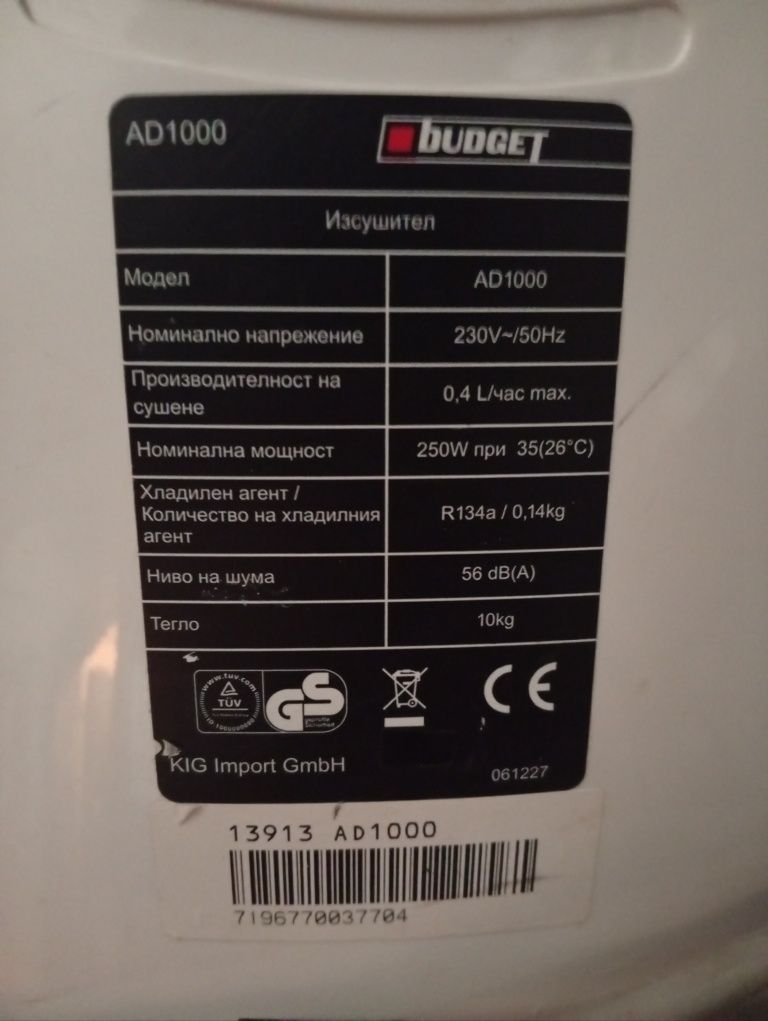 AD1000 BUDGET
Изсушител
Модел AD1000
Номинално напрежение 230V~/50Hz
Производителност на
сушене 0,4 L/час max.
Номинална мощност 250W при 35(26°C)
Хладилен агент /
Количество на хладилния
агент R134a / 0,14kg
Ниво на шума 56 dB(A)
Тегло 10kg
www.tuv.com
TÜV
GS
geprüfte
Sicherheit
CE
KIG Import GmbH
061227
13913 AD1000
7196770037704